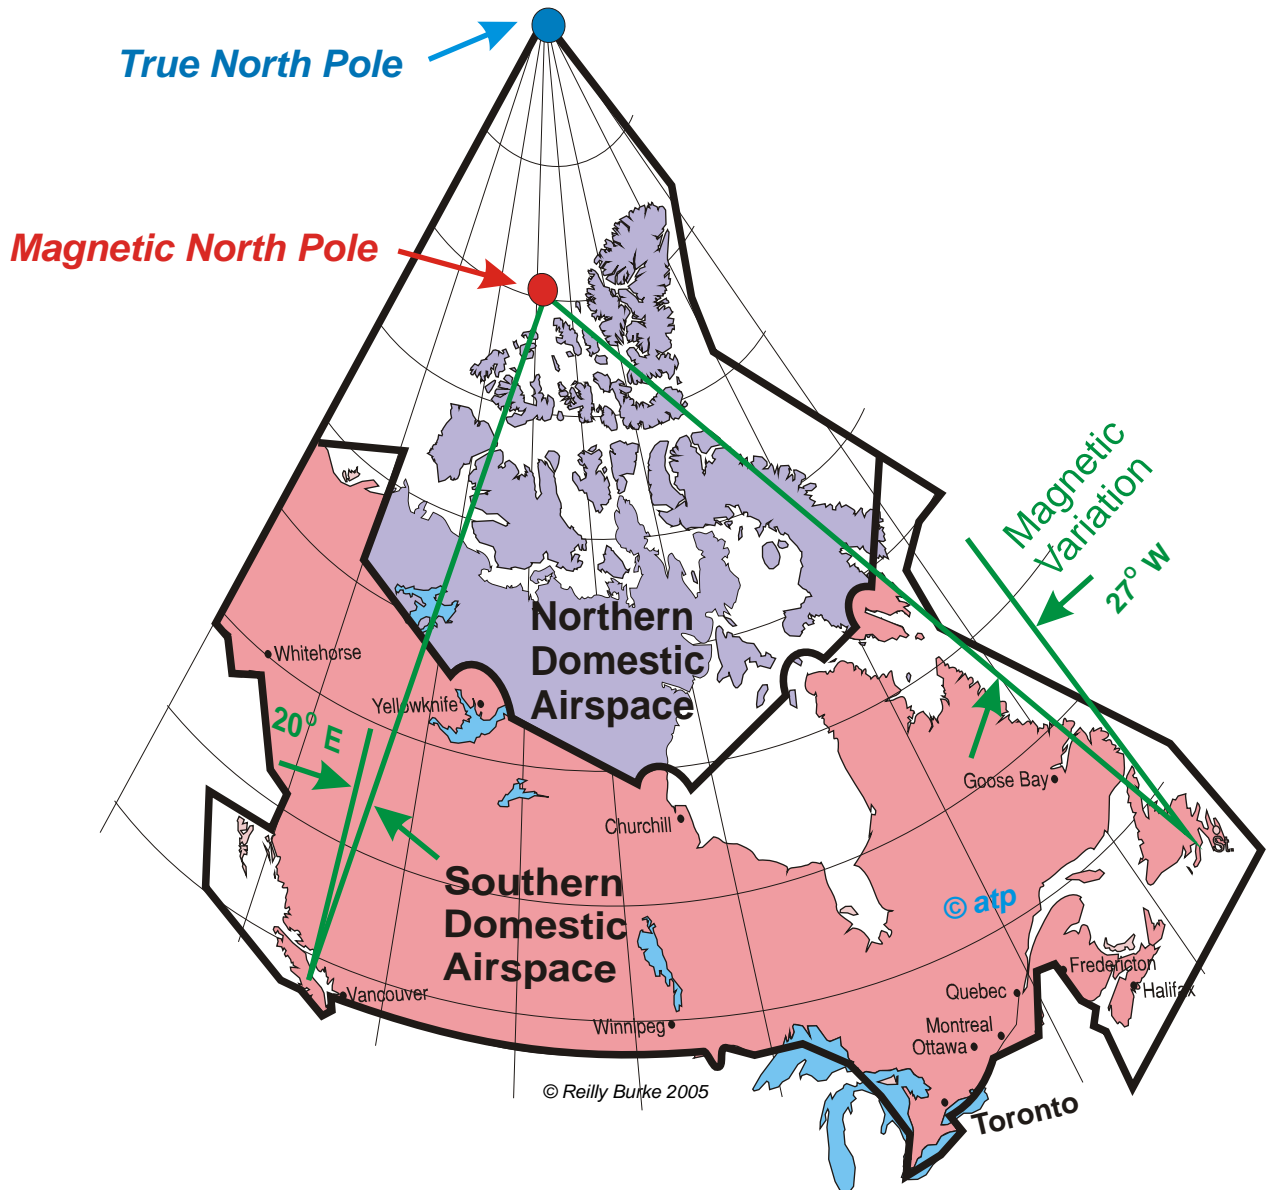 True North Pole
Magnetic North Pole
Magnetic
Variation
27° W
Northern
Domestic
Airspace
Whitehorse
Yellowknife
20° E
Goose Bay
Churchill
St.
Southern
Domestic
Airspace
© atp
Fredericton
Vancouver
Quebec
Halifax
Winnipeg
Montreal
Ottawa
© Reilly Burke 2005
Toronto